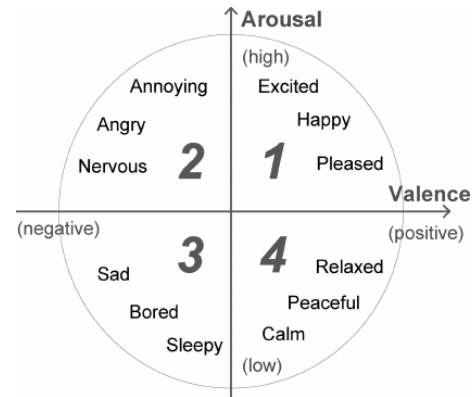 Arousal
(high)
Annoying
Excited
Angry
Happy
Nervous
2
1
Pleased
Valence
(negative)
(positive)
3
4
Sad
Relaxed
Bored
Peaceful
Sleepy
Calm
(low)